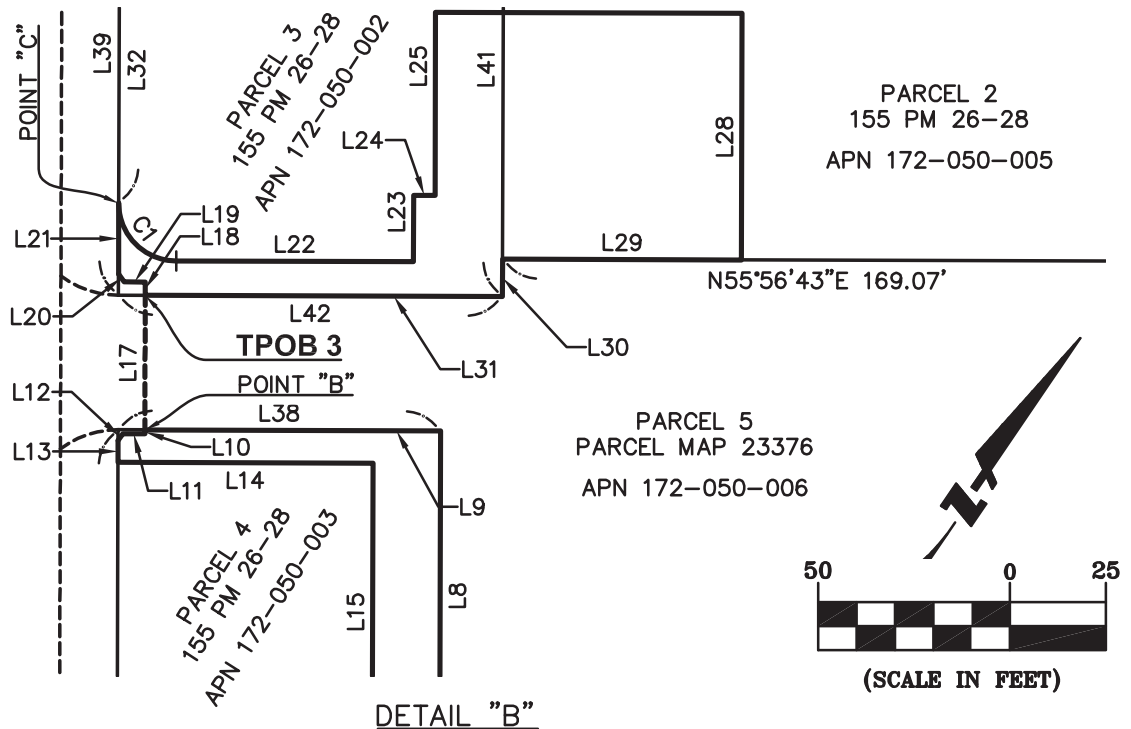 POINT "C"
L39
L32
PARCEL 3
155 PM 26-28
APN 172-050-002
L25
L41
L24
L28
PARCEL 2
155 PM 26-28
APN 172-050-005
L23
C1
L19
L18
L21
L22
L29
N55°56'43"E 169.07'
L20
L42
TPOB 3
L31
L30
L17
L12
POINT "B"
L38
L13
L10
L11
L14
L9
PARCEL 5
PARCEL MAP 23376
APN 172-050-006
PARCEL 4
155 PM 26-28
APN 172-050-003
L15
L8
N
50 0 25
(SCALE IN FEET)
DETAIL "B"